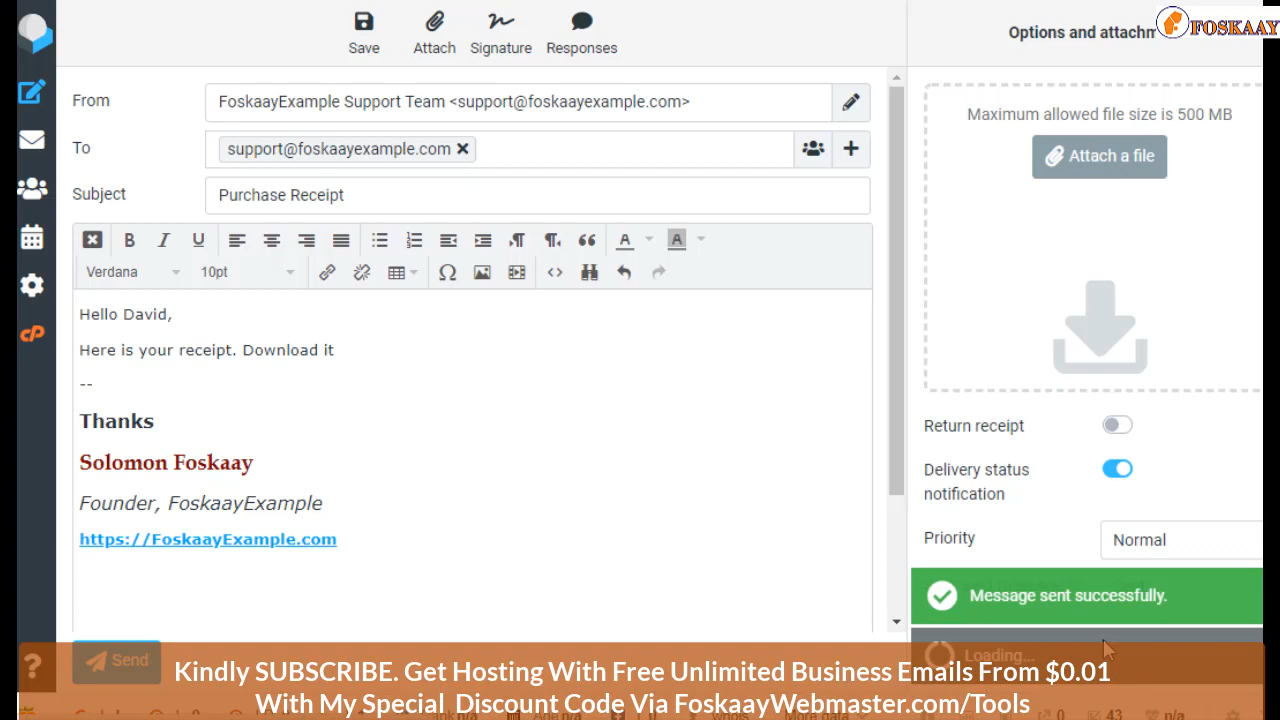 Save Attach Signature Responses
Options and attachm
FOSKAAY
From
FoskaayExample Support Team <support@foskaayexample.com>
To
support@foskaayexample.com
Subject
Purchase Receipt
Maximum allowed file size is 500 MB
Attach a file
B I U
A A
Verdana 10pt
Hello David,
Here is your receipt. Download it
--
Thanks
Solomon Foskaay
Founder, FoskaayExample
https://FoskaayExample.com
Return receipt
Delivery status
notification
Priority
Normal
Message sent successfully.
Loading...
Send
Kindly SUBSCRIBE. Get Hosting With Free Unlimited Business Emails From $0.01
With My Special Discount Code Via FoskaayWebmaster.com/Tools